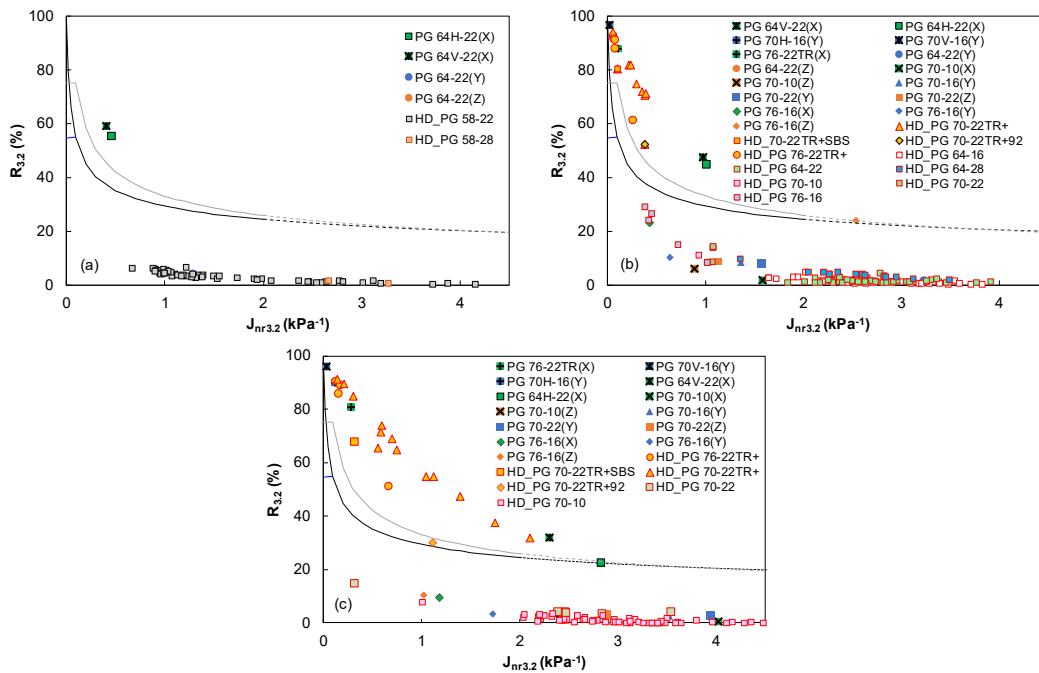 100
80
60
40
20
0
0 1 2 3 4
R3.2 (%)
Jnr3.2 (kPa-1)
(a)
PG 64H-22(X)
PG 64V-22(X)
PG 64-22(Y)
PG 64-22(Z)
HD_PG 58-22
HD_PG 58-28
100
80
60
40
20
0
0 1 2 3 4
R3.2 (%)
Jnr3.2 (kPa-1)
(b)
PG 64V-22(X) PG 64H-22(X)
PG 70H-16(Y) PG 70V-16(Y)
PG 76-22TR(X) PG 64-22(Y)
PG 64-22(Z) PG 70-10(X)
PG 70-10(Z) PG 70-16(Y)
PG 70-22(Y) PG 70-22(Z)
PG 76-16(X) PG 76-16(Y)
PG 76-16(Z) HD_PG 70-22TR+
HD_70-22TR+SBS HD_PG 70-22TR+92
HD_PG 76-22TR+ HD_PG 64-16
HD_PG 64-22 HD_PG 64-28
HD_PG 70-10 HD_PG 70-22
HD_PG 76-16
100
80
60
40
20
0
0 1 2 3 4
R3.2 (%)
Jnr3.2 (kPa-1)
(c)
PG 76-22TR(X) PG 70V-16(Y)
PG 70H-16(Y) PG 64V-22(X)
PG 64H-22(X) PG 70-10(X)
PG 70-10(Z) PG 70-16(Y)
PG 70-22(Y) PG 70-22(Z)
PG 76-16(X) PG 76-16(Y)
PG 76-16(Z) HD_PG 76-22TR+
HD_PG 70-22TR+SBS HD_PG 70-22TR+
HD_PG 70-22TR+92 HD_PG 70-22
HD_PG 70-10